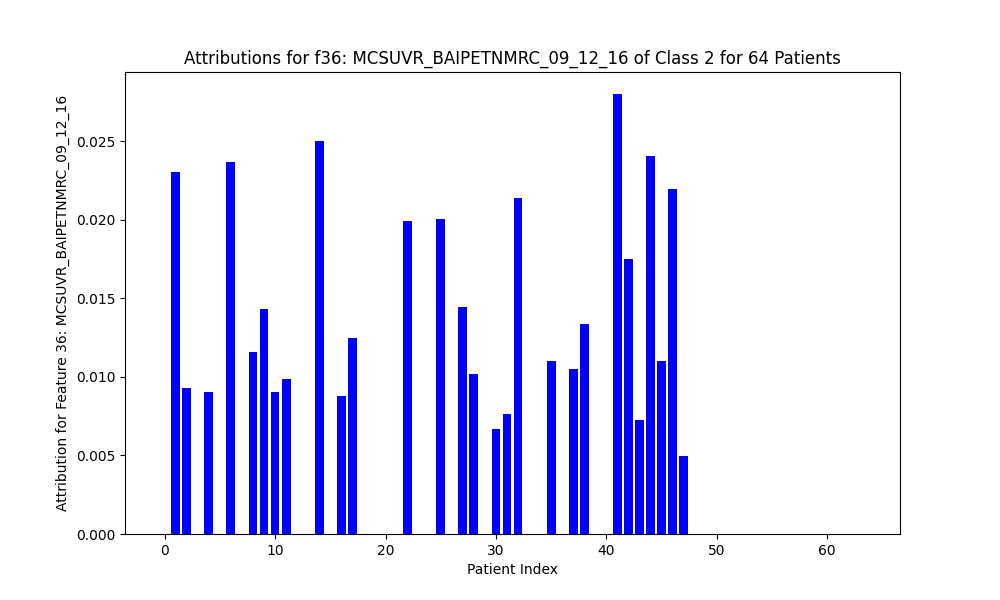 Attributions for f36: MCSUVR_BAIPETNMRC_09_12_16 of Class 2 for 64 Patients
Attribution for Feature 36: MCSUVR_BAIPETNMRC_09_12_16
0.025
0.020
0.015
0.010
0.005
0.000
0 10 20 30 40 50 60
Patient Index